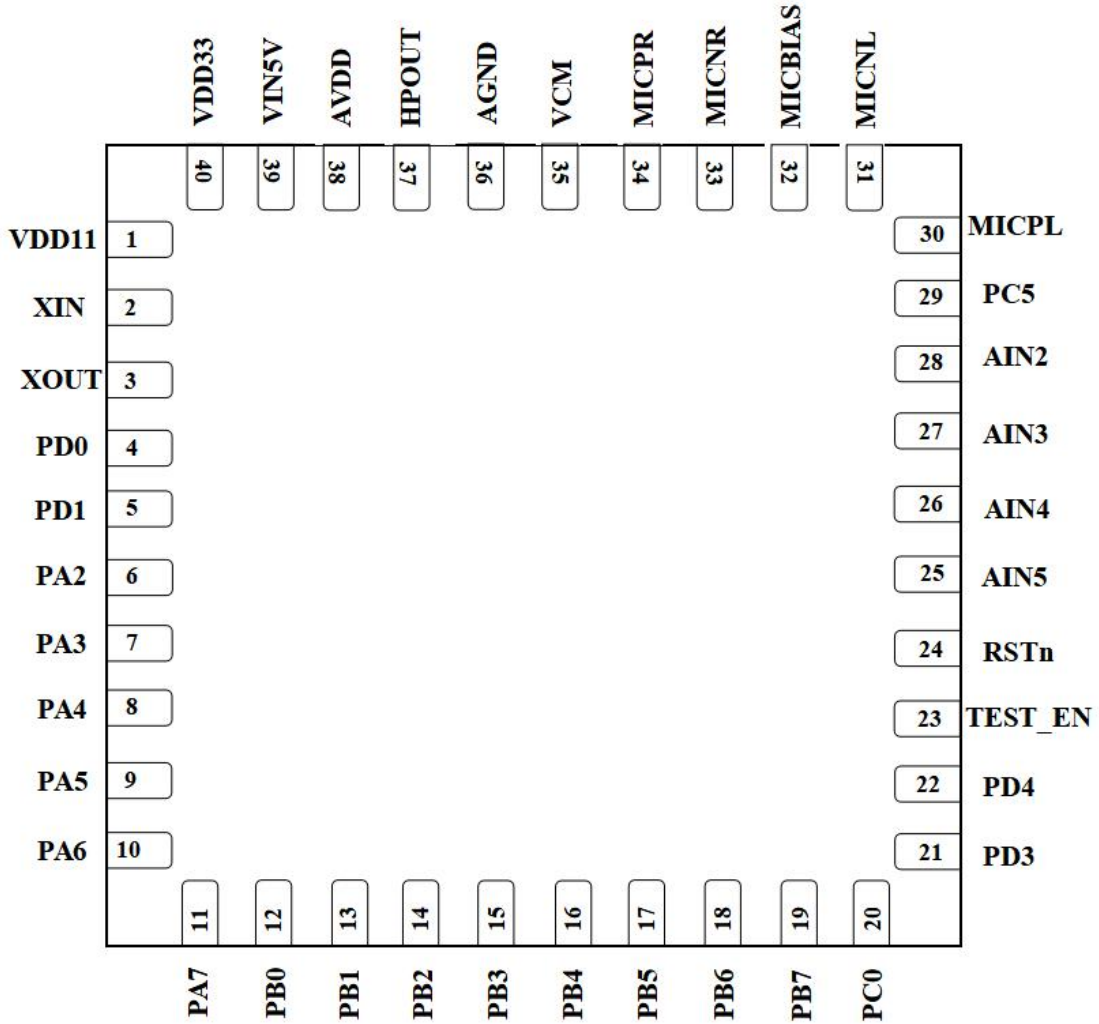 VDD33 VIN5V AVDD HPOUT AGND VCM MICPR MICNR MICBIAS MICNL
40 39 38 37 36 35 34 33 32 31
VDD11 1 30 MICPL
XIN 2 29 PC5
XOUT 3 28 AIN2
PD0 4 27 AIN3
PD1 5 26 AIN4
PA2 6 25 AIN5
PA3 7 24 RSTn
PA4 8 23 TEST_EN
PA5 9 22 PD4
PA6 10 21 PD3
11 12 13 14 15 16 17 18 19 20
PA7 PB0 PB1 PB2 PB3 PB4 PB5 PB6 PB7 PC0